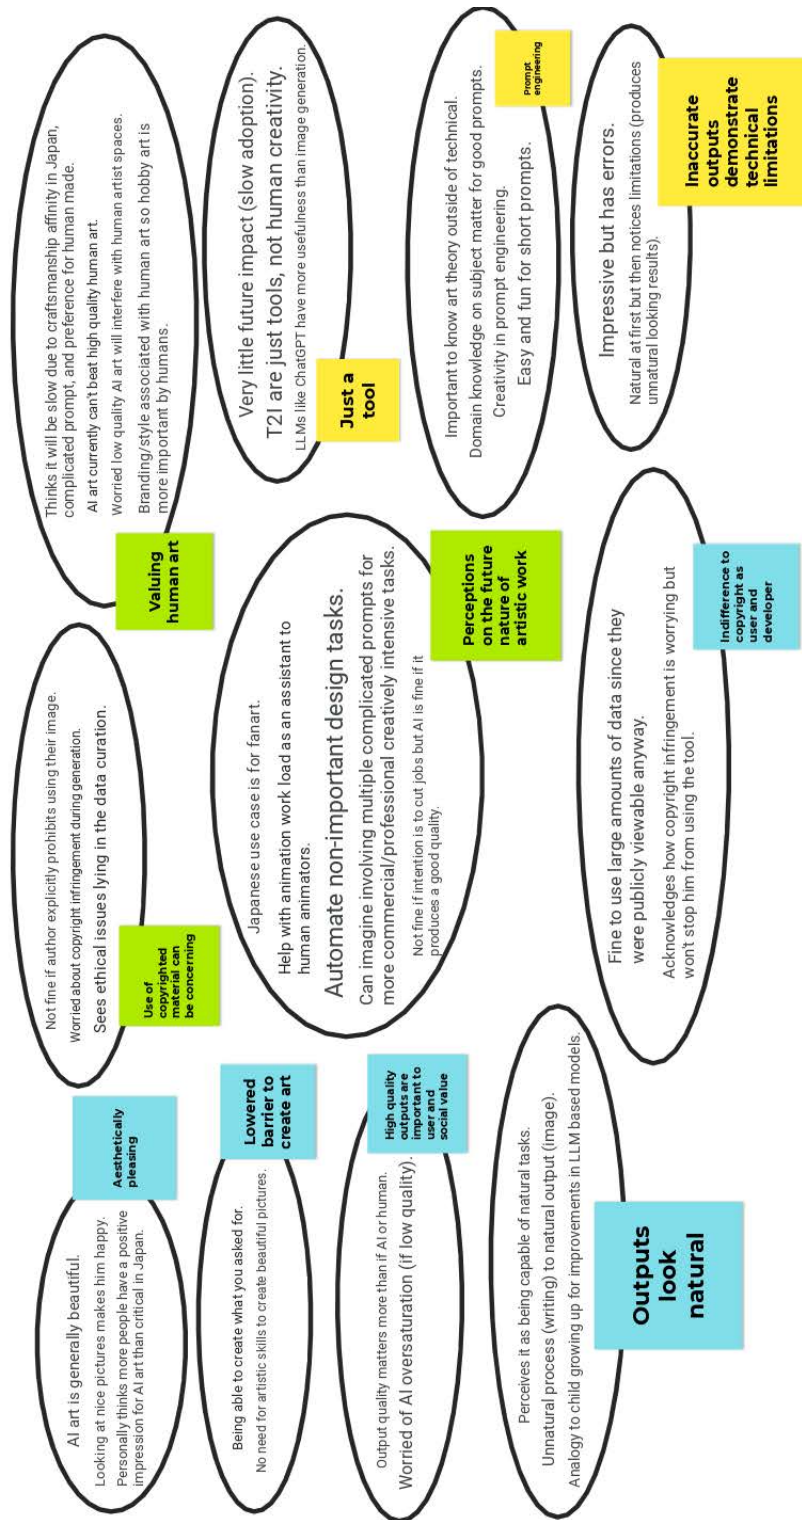 AI art is generally beautiful.
Looking at nice pictures makes him happy.
Personally thinks more people have a positive
impression for AI art than critical in Japan.
Aesthetically
pleasing
Not fine if author explicitly prohibits using their image.
Worried about copyright infringement during generation.
Sees ethical issues lying in the data curation.
Use of
copyrighted
material can
be concerning
Thinks it will be slow due to craftsmanship affinity in Japan,
complicated prompt, and preference for human made.
AI art currently can't beat high quality human art.
Worried low quality AI art will interfere with human artist spaces.
Branding/style associated with human art so hobby art is
more important by humans.
Valuing
human art
Being able to create what you asked for.
No need for artistic skills to create beautiful pictures.
Lowered
barrier to
create art
Japanese use case is for fanart.
Help with animation work load as an assistant to
human animators.
Automate non-important design tasks.
Can imagine involving multiple complicated prompts for
more commercial/professional creatively intensive tasks.
Not fine if intention is to cut jobs but AI is fine if it
produces a good quality.
Perceptions
on the future
nature of
artistic work
Very little future impact (slow adoption).
T2I are just tools, not human creativity.
LLMs like ChatGPT have more usefulness than image generation.
Just a
tool
Output quality matters more than if AI or human.
Worried of AI oversaturation (if low quality).
High quality
outputs are
important to
user and
social value
Important to know art theory outside of technical.
Domain knowledge on subject matter for good prompts.
Creativity in prompt engineering.
Easy and fun for short prompts.
Prompt
engineering
Perceives it as being capable of natural tasks.
Unnatural process (writing) to natural output (image).
Analogy to child growing up for improvements in LLM based models.
Outputs
look
natural
Fine to use large amounts of data since they
were publicly viewable anyway.
Acknowledges how copyright infringement is worrying but
won't stop him from using the tool.
Indifference to
copyright as
user and
developer
Impressive but has errors.
Natural at first but then notices limitations (produces
unnatural looking results).
Inaccurate
outputs
demonstrate
technical
limitations